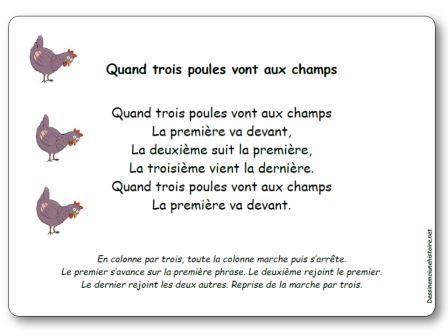 Quand trois poules vont aux champs
Quand trois poules vont aux champs
La première va devant,
La deuxième suit la première,
La troisième vient la dernière.
Quand trois poules vont aux champs
La première va devant.
En colonne par trois, toute la colonne marche puis s'arrête.
Le premier s'avance sur la première phrase. Le deuxième rejoint le premier.
Le dernier rejoint les deux autres. Reprise de la marche par trois.
Dessinemoiunehistoire.net